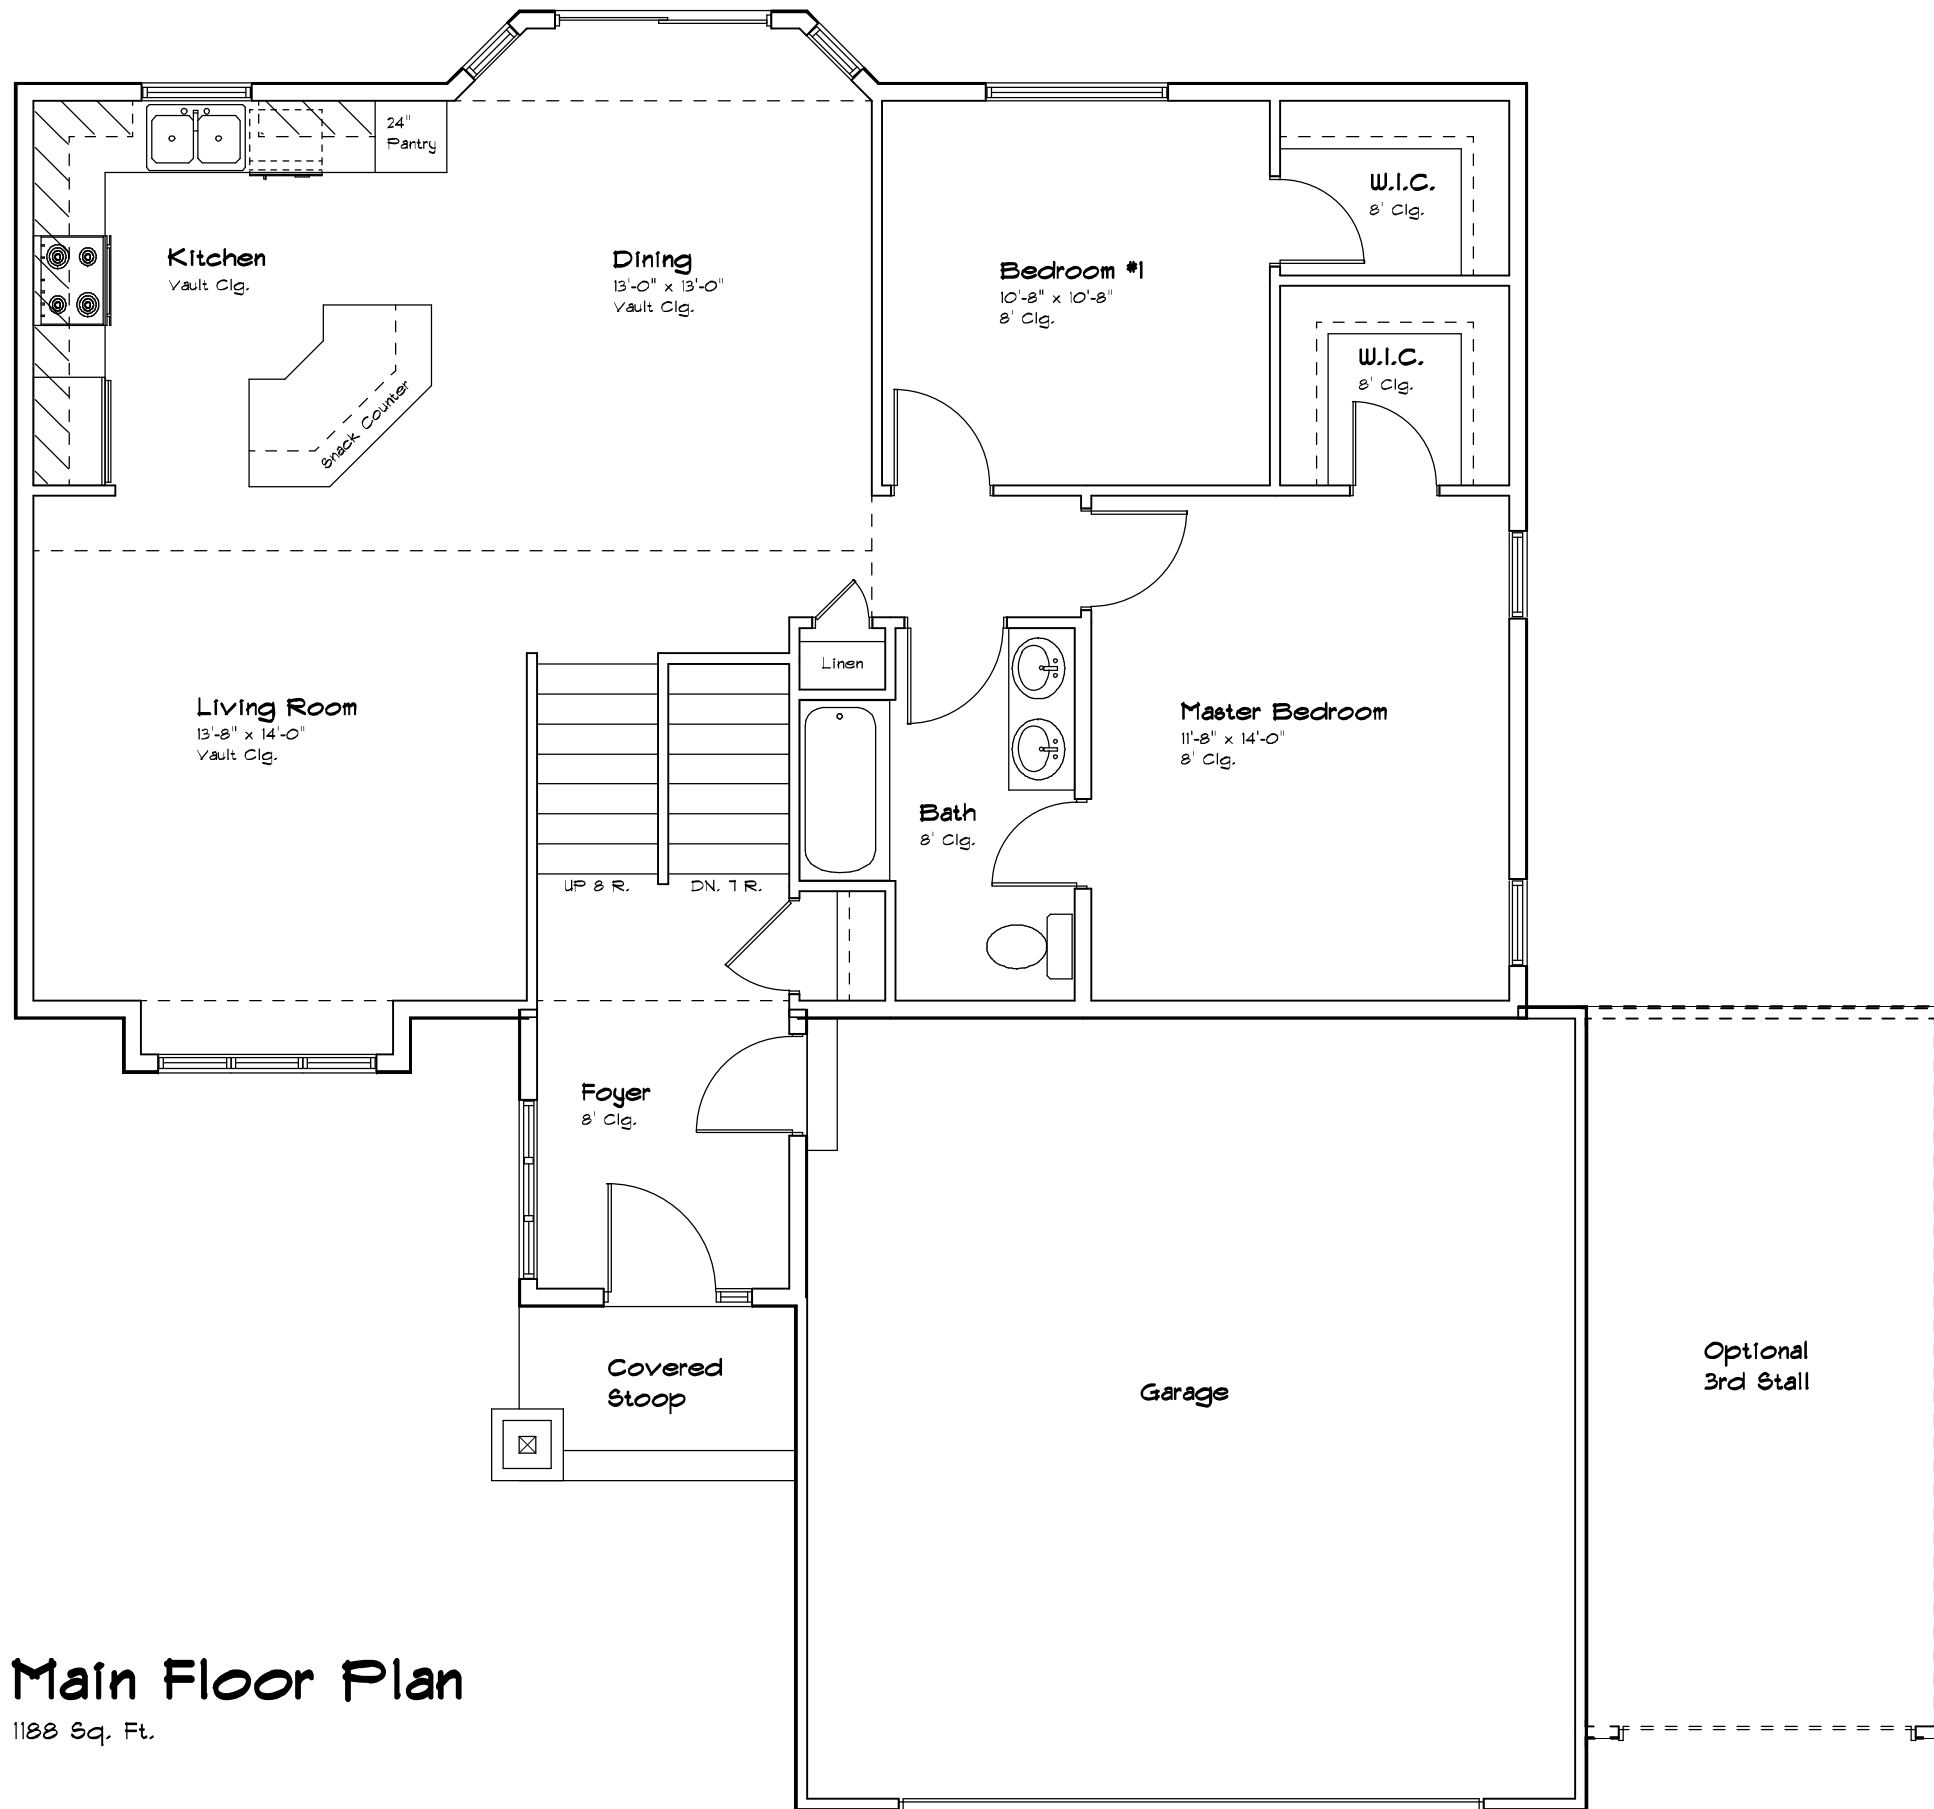 24"
Pantry
W.I.C.
8' Clg.
Kitchen
Vault Clg.
Dining
13'-0" x 13'-0"
Vault Clg.
Bedroom #1
10'-8" x 10'-8"
8' Clg.
W.I.C.
8' Clg.
Snack Counter
Linen
Living Room
13'-8" x 14'-0"
Vault Clg.
Master Bedroom
11'-8" x 14'-0"
8' Clg.
Bath
8' Clg.
UP 8 R.
DN. 7 R.
Foyer
8' Clg.
Covered
Stoop
Garage
Optional
3rd Stall
Main Floor Plan
1188 Sq. Ft.